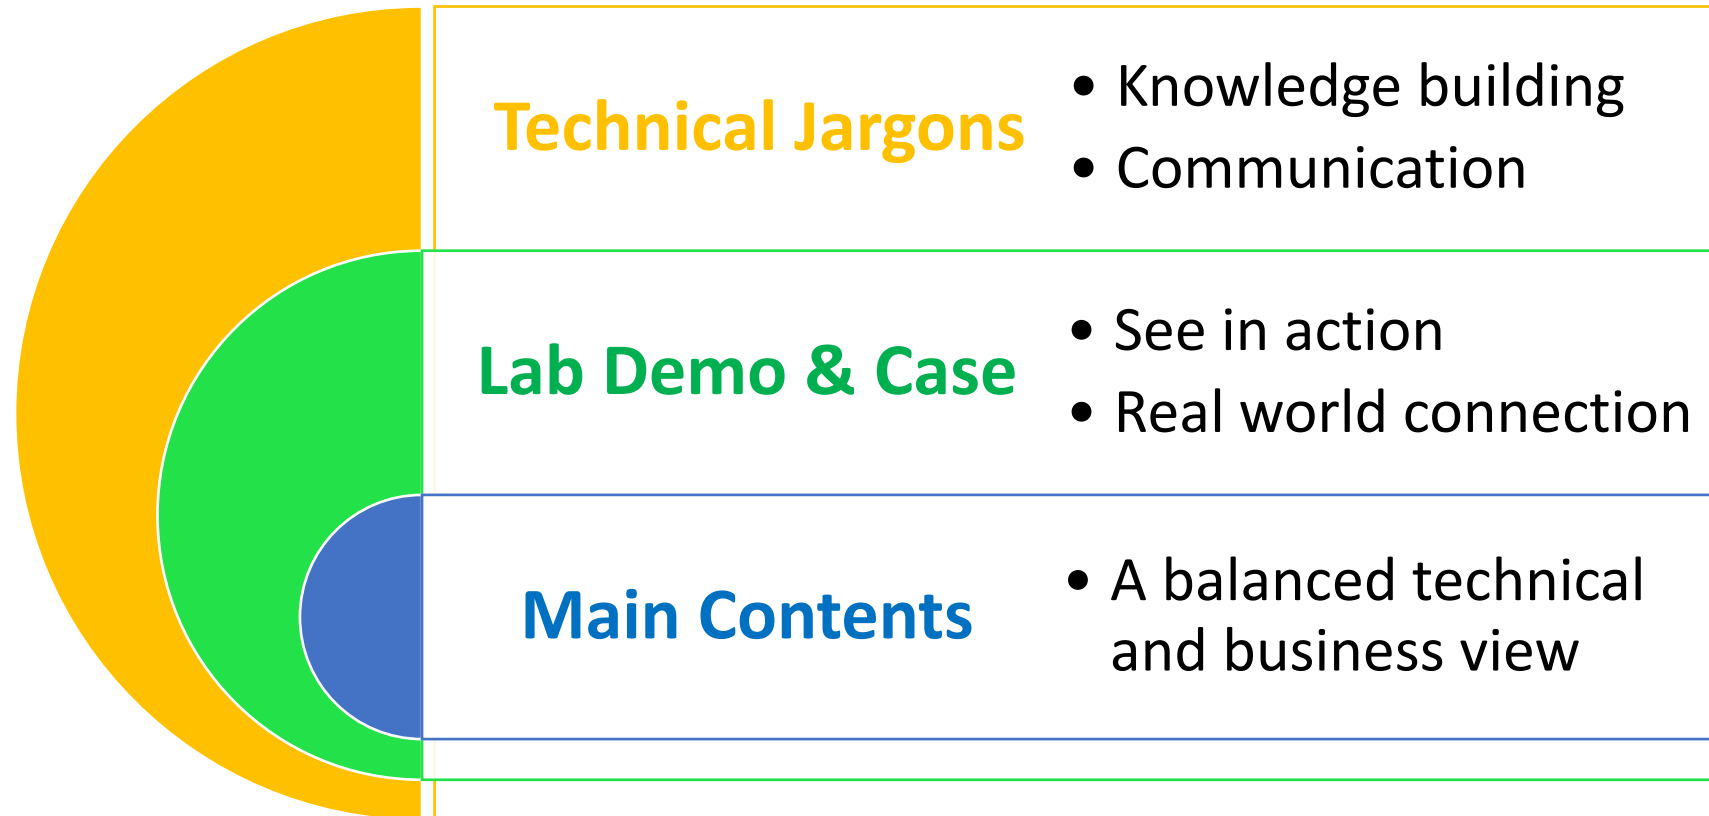 Technical Jargons
• Knowledge building
• Communication
Lab Demo & Case
• See in action
• Real world connection
Main Contents
• A balanced technical
and business view